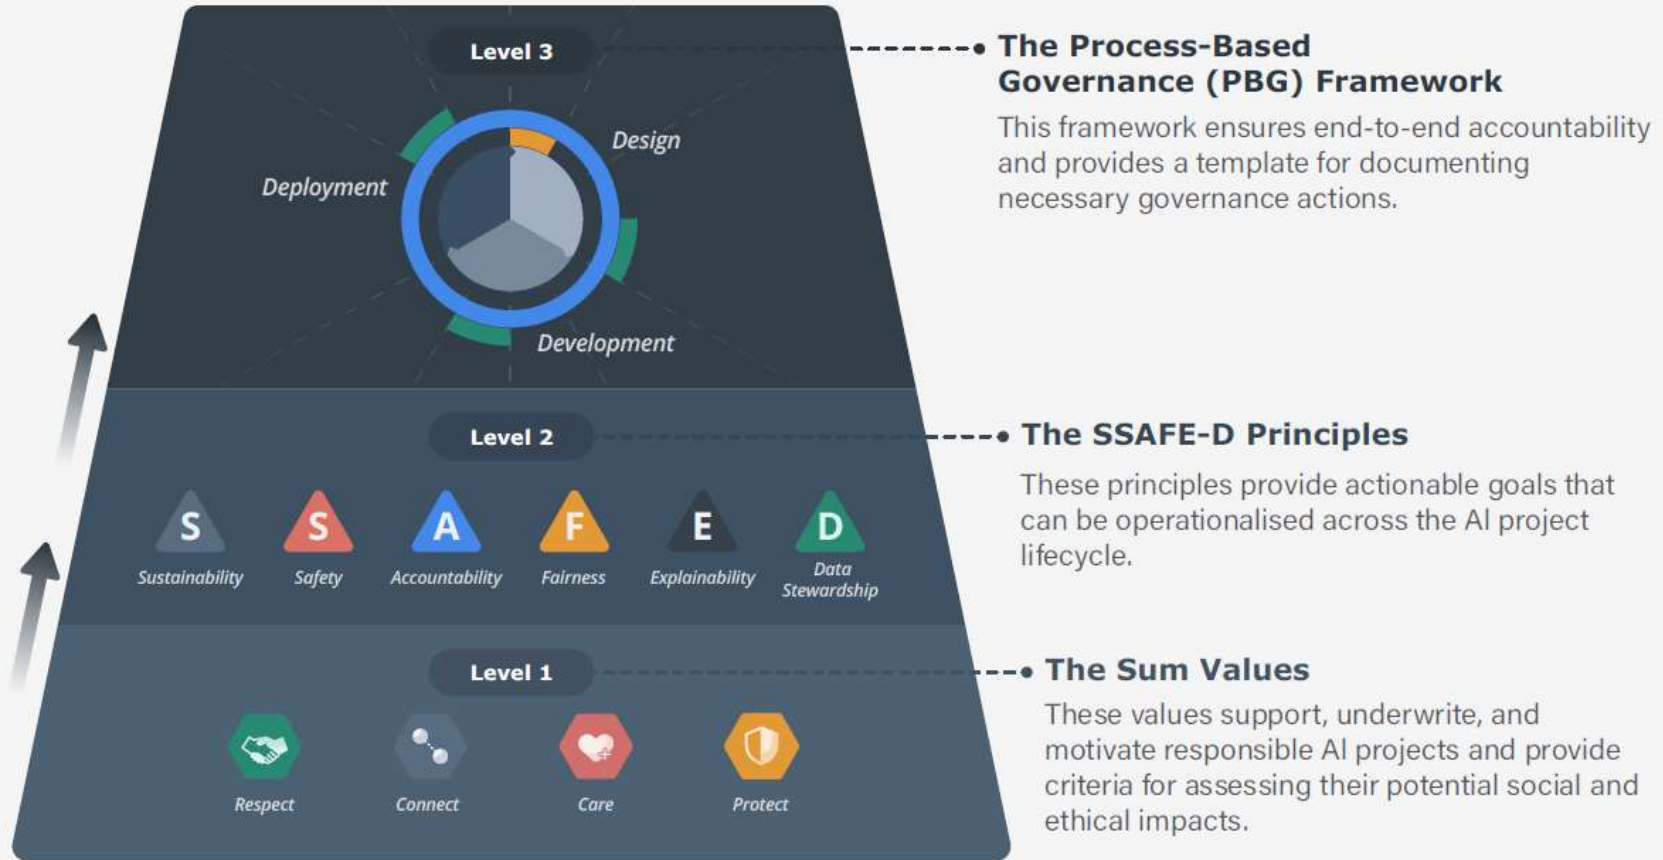 Level 3
The Process-Based
Governance (PBG) Framework
This framework ensures end-to-end accountability
and provides a template for documenting
necessary governance actions.
Design
Deployment
Development
Level 2
The SSAFE-D Principles
These principles provide actionable goals that
can be operationalised across the AI project
lifecycle.
S
S
A
F
E
D
Sustainability
Safety
Accountability
Fairness
Explainability
Data
Stewardship
Level 1
The Sum Values
These values support, underwrite, and
motivate responsible AI projects and provide
criteria for assessing their potential social and
ethical impacts.
Respect
Connect
Care
Protect